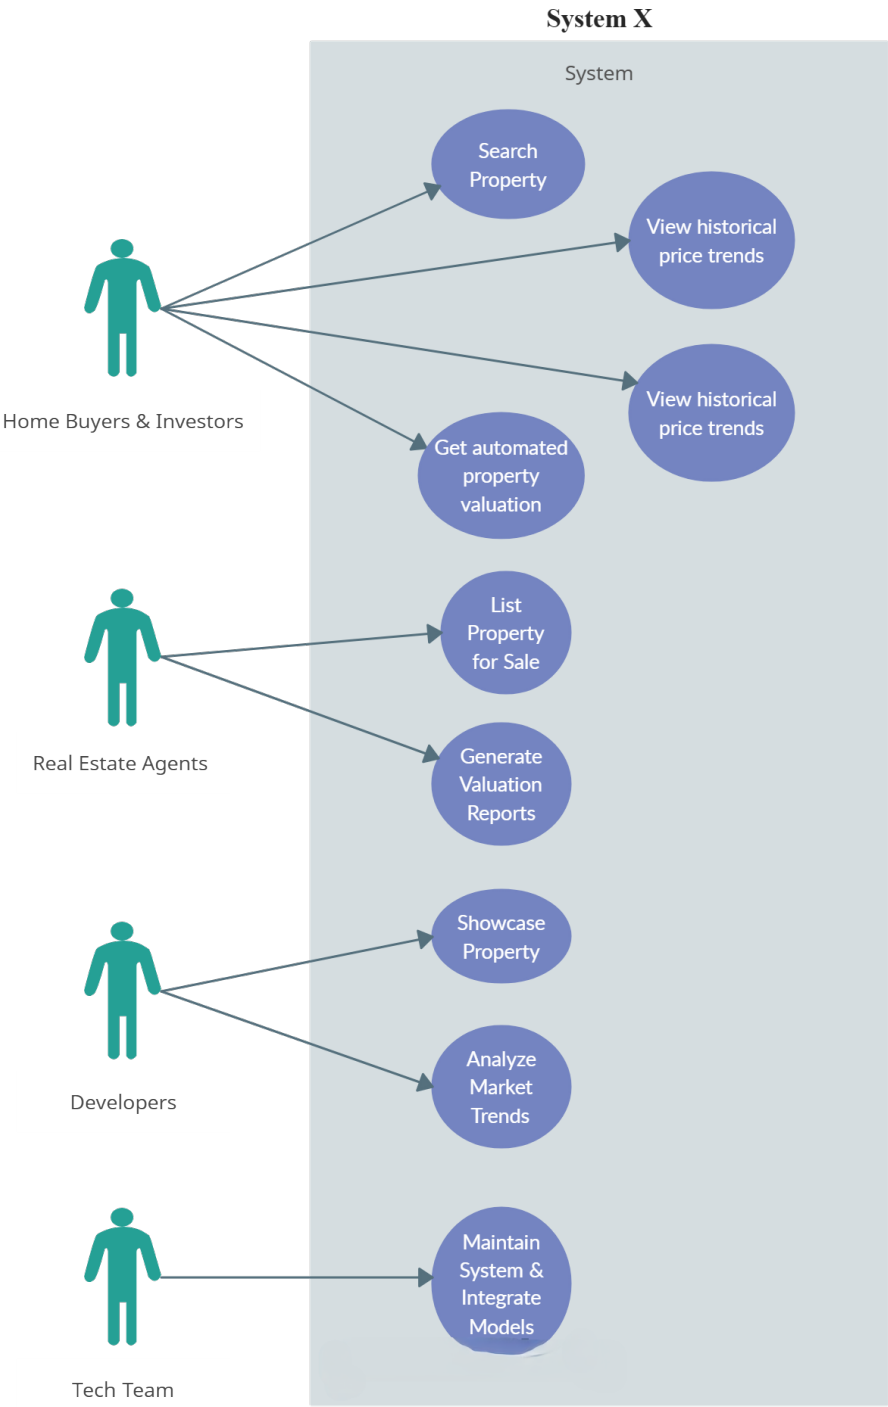 System X
System
Search
Property
View historical
price trends
Home Buyers & Investors
View historical
price trends
Get automated
property
valuation
List
Property
for Sale
Real Estate Agents
Generate
Valuation
Reports
Showcase
Property
Developers
Analyze
Market
Trends
Maintain
System &
Integrate
Models
Tech Team